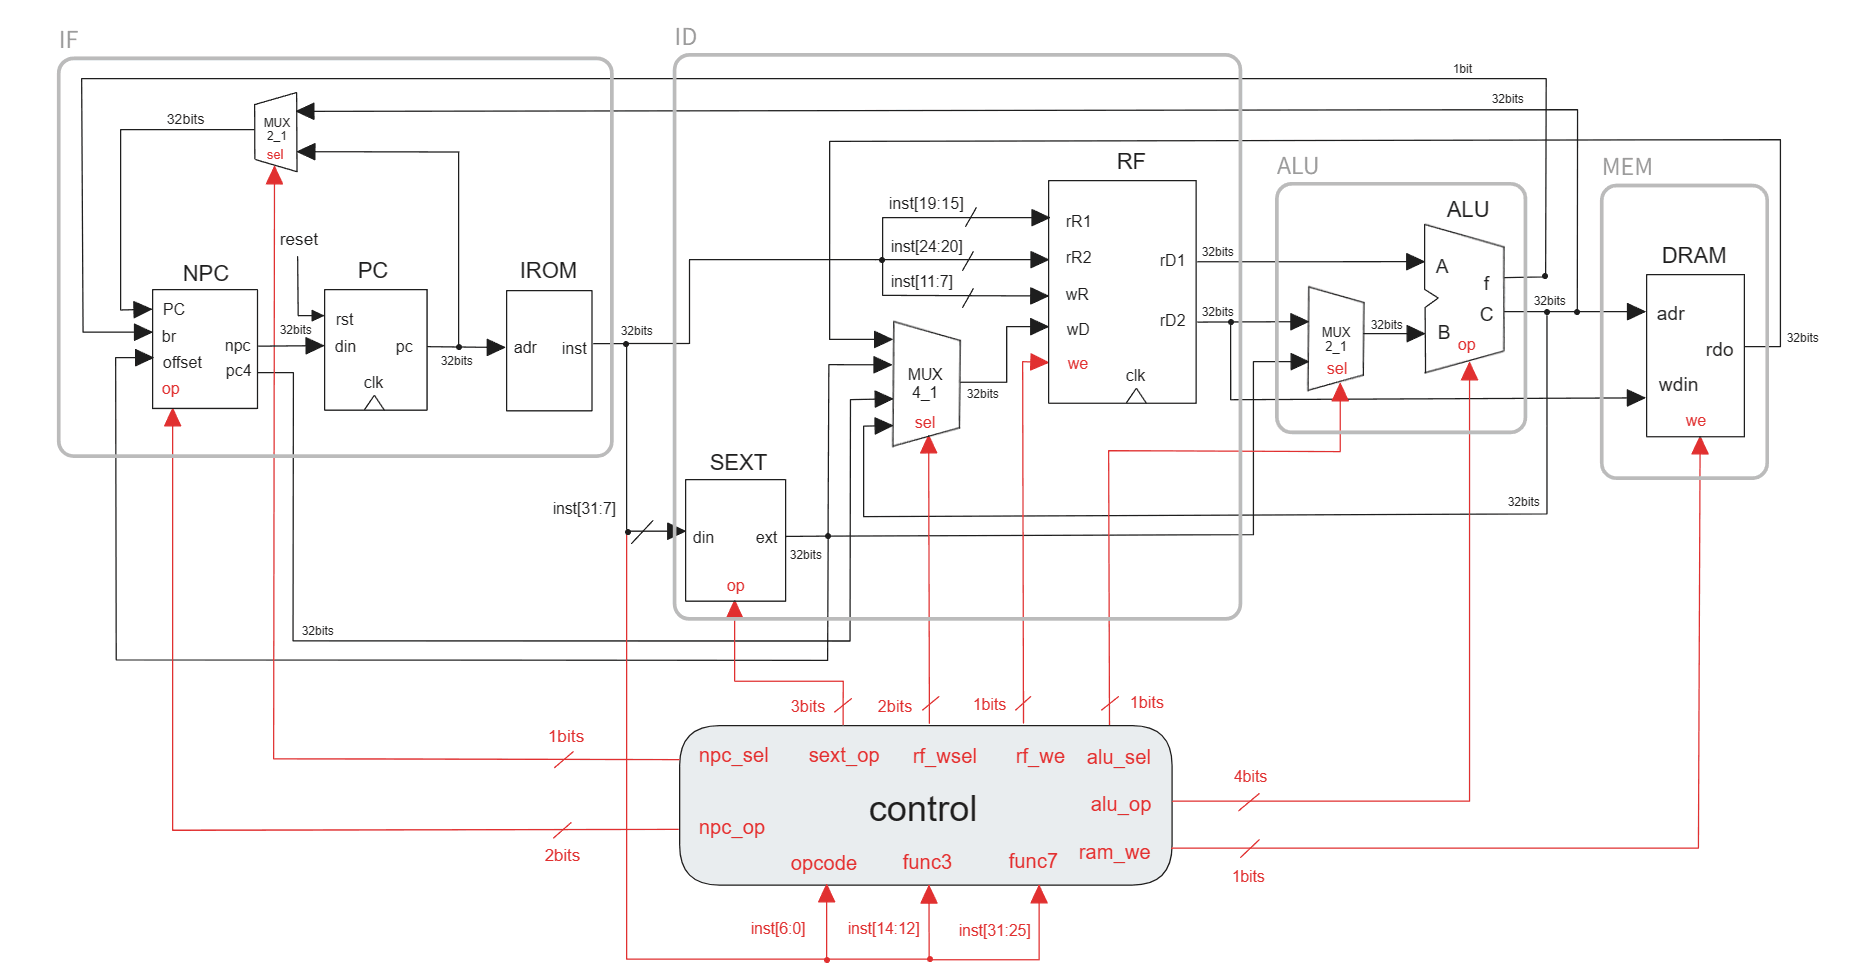 IF
ID
1bit
32bits
32bits
MUX
2_1
sel
RF
ALU
MEM
inst[19:15]
ALU
reset
rR1
inst[24:20]
rR2
rD1
32bits
A
DRAM
NPC
PC
IROM
inst[11:7]
wR
f
PC
rst
32bits
wD
rD2
32bits
MUX
2_1
sel
32bits
B
op
C
32bits
adr
br
npc
32bits
din
pc
32bits
adr
inst
rdo
32bits
offset
pc4
we
clk
MUX
4_1
sel
32bits
clk
wdin
op
we
SEXT
inst[31:7]
32bits
din
ext
32bits
op
32bits
3bits
2bits
1bits
1bits
1bits
npc_sel
sext_op
rf_wsel
rf_we
alu_sel
4bits
control
alu_op
npc_op
2bits
ram_we
opcode
func3
func7
1bits
inst[6:0]
inst[14:12]
inst[31:25]